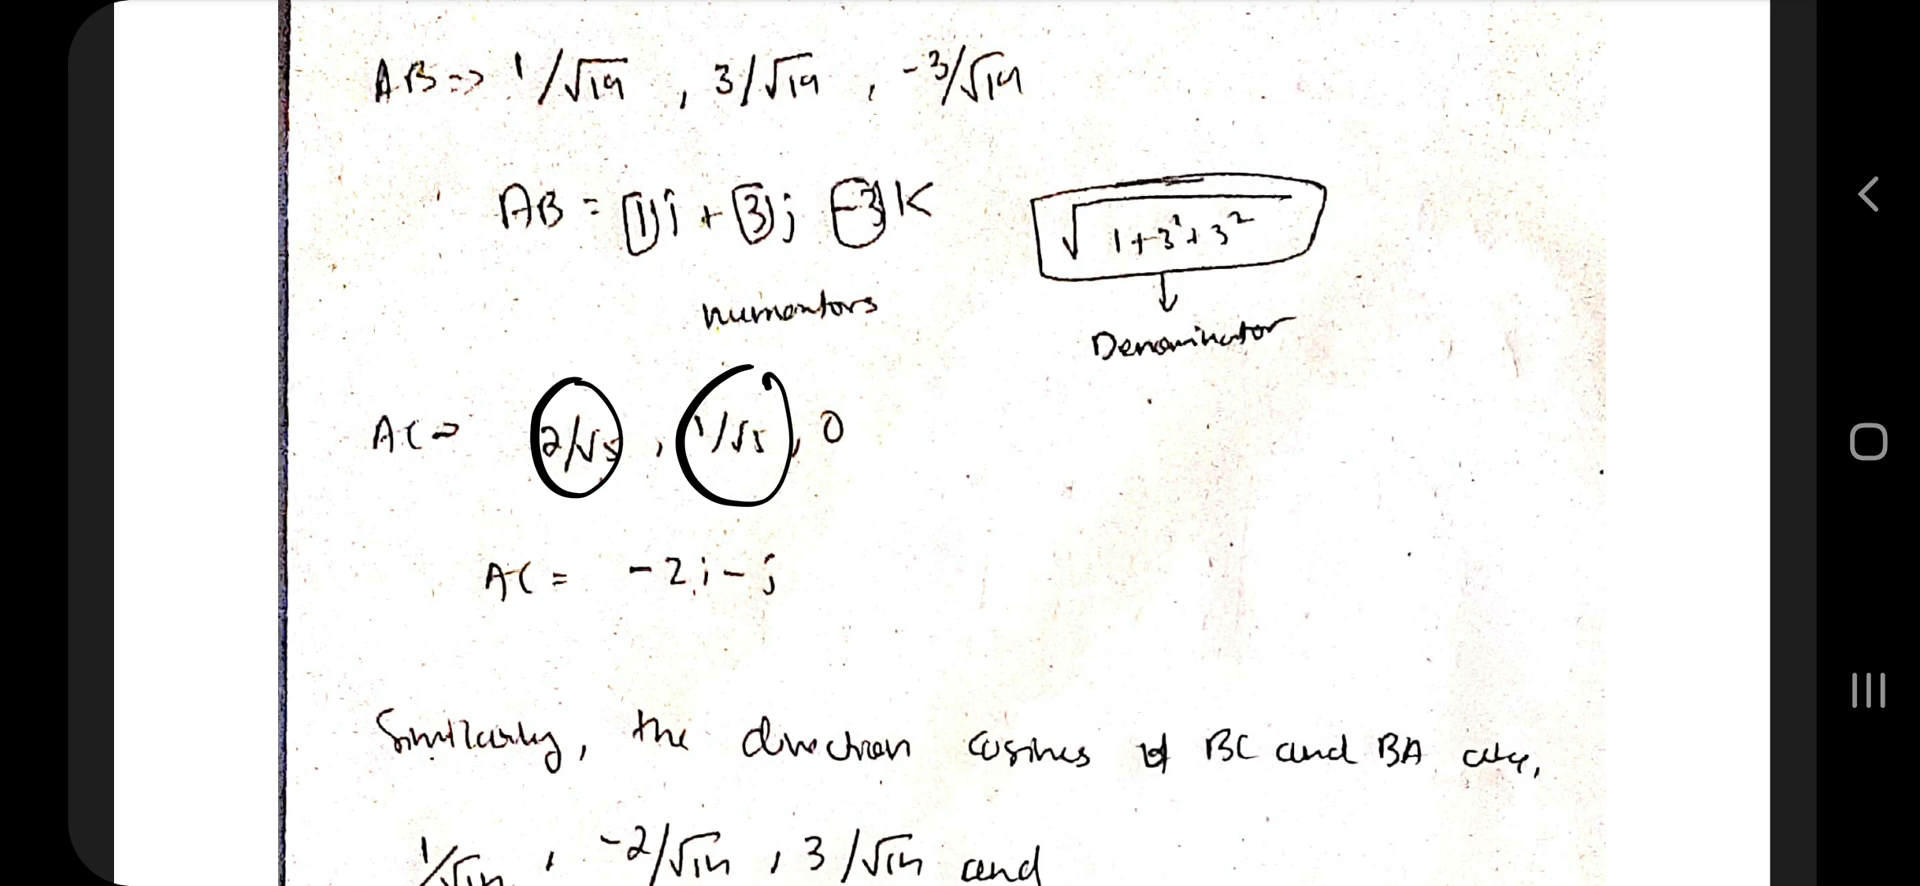 AB => 1/√19 , 3/√19 , -3/√19
AB = 1i + 3j -3k √1+3²+3²
numentors
Denominator
AC => 2/√5 , 1/√5 , 0
AC = -2i - j
Similarly, the direction cosines of BC and BA are,
1/√14 , -2/√14 , 3/√14 and